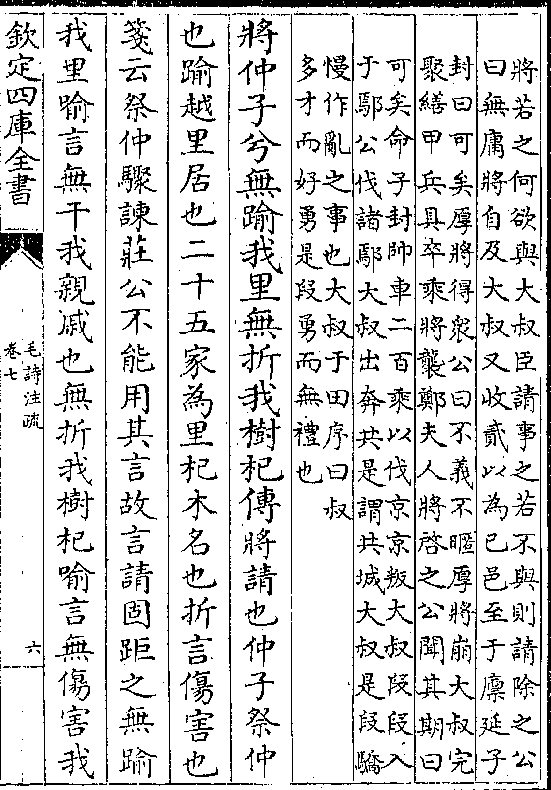 將若之何欲與大叔臣請事之若不與則請除之公
曰無庸將自及大叔又收貳以為已邑至于廩延子
封曰可矣厚將得眾公曰不義不暱厚將崩大叔完
聚繕甲兵具卒乘將襲鄭夫人將啓之公聞其期曰
可矣命子封帥車二百乘以伐京京叛大叔段段入
于鄢公伐諸鄢大叔出奔共是謂共城大叔是段驕
慢作亂之事也大叔于田序曰叔
多才而好勇是段勇而無禮也
將仲子兮無踰我里無折我樹杞傳將請也仲子祭仲
也踰越里居也二十五家為里杞木名也折言傷害也
箋云祭仲驟諫莊公不能用其言故言請固距之無踰
我里踰言無干我親戚也無折我樹杞喻言無傷害我
欽定四庫全書
毛詩注疏
卷七
六